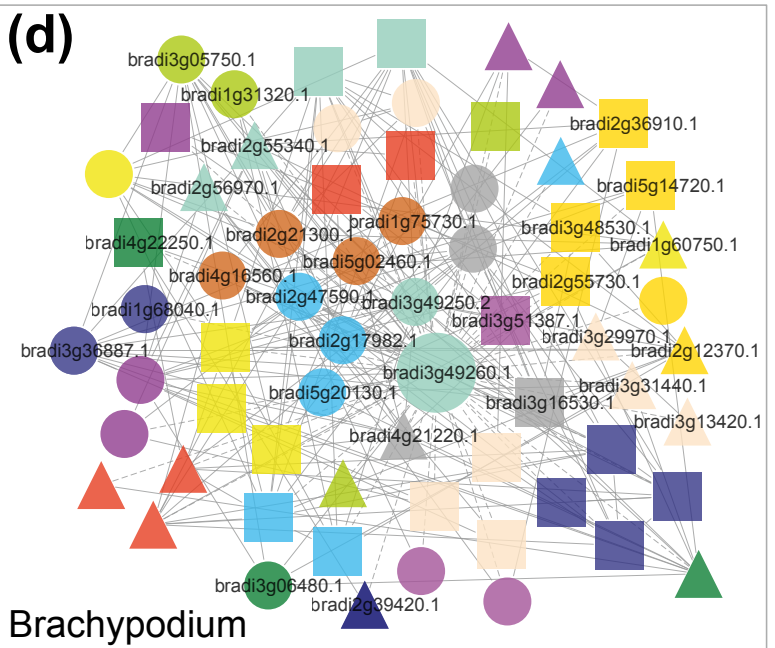 (d)
bradi3g05750.1
bradi1g31320.1
bradi2g36910.1
bradi2g55340.1
bradi2g56970.1
bradi5g14720.1
bradi1g75730.1
bradi3g48530.1
bradi2g21300.1
bradi4g22250.1
bradi1g60750.1
bradi5g02460.1
bradi4g16560.1
bradi2g55730.1
bradi2g47590.1
bradi3g49250.2
bradi1g68040.1
bradi3g51387.1
bradi3g29970.1
bradi2g17982.1
bradi3g36887.1
bradi2g12370.1
bradi3g49260.1
bradi3g31440.1
bradi5g20130.1
bradi3g16530.1
bradi3g13420.1
bradi4g21220.1
bradi3g06480.1
bradi2g39420.1
Brachypodium